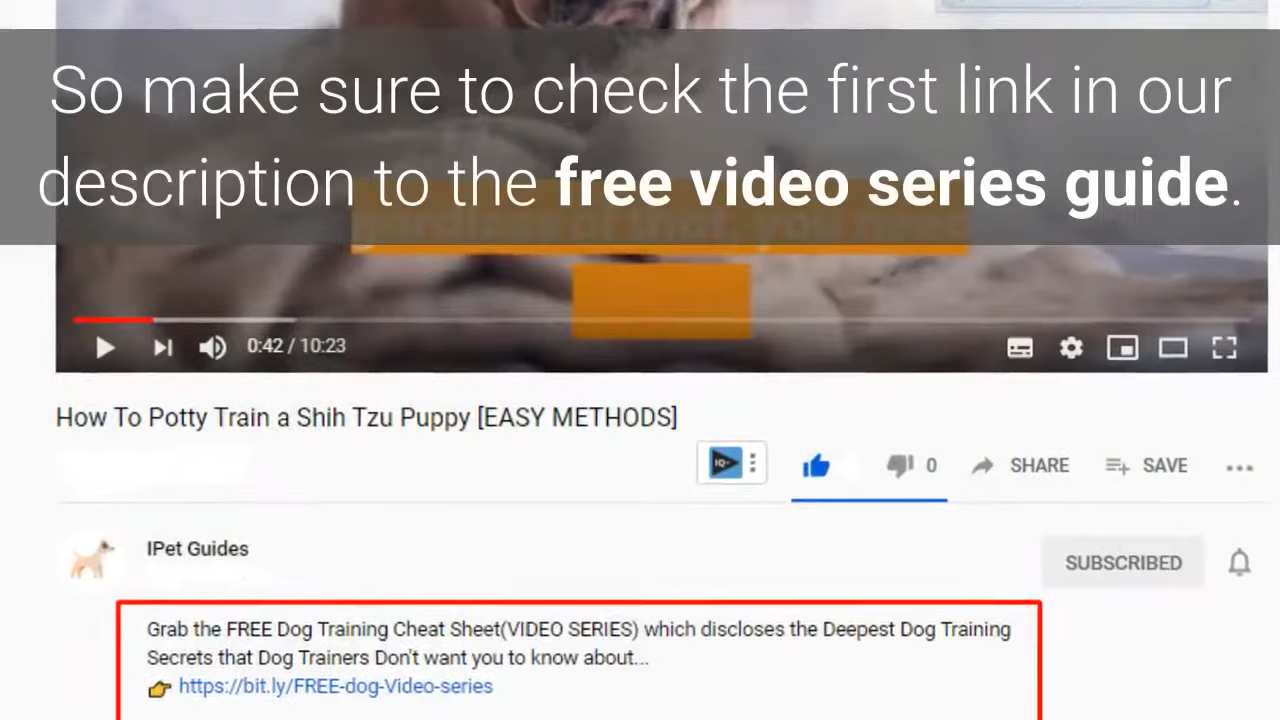 So make sure to check the first link in our
description to the free video series guide.
0:42 / 10:23
How To Potty Train a Shih Tzu Puppy [EASY METHODS]
IQ
0 SHARE SAVE
IPet Guides
SUBSCRIBED
Grab the FREE Dog Training Cheat Sheet(VIDEO SERIES) which discloses the Deepest Dog Training
Secrets that Dog Trainers Don't want you to know about...
https://bit.ly/FREE-dog-Video-series